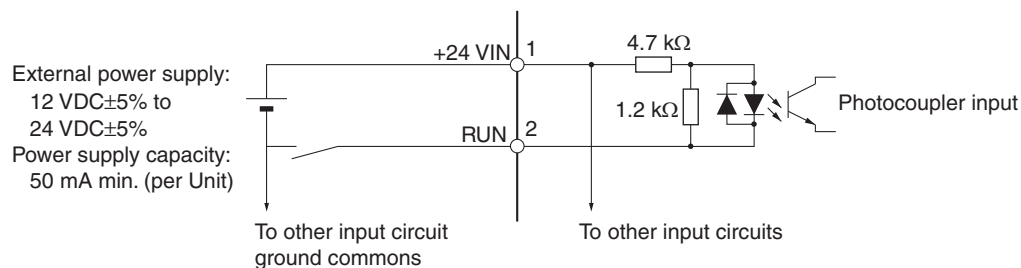 External power supply:
12 VDC±5% to
24 VDC±5%
Power supply capacity:
50 mA min. (per Unit)
+24 VIN
1
RUN
2
4.7 kΩ
1.2 kΩ
Photocoupler input
To other input circuit
ground commons
To other input circuits